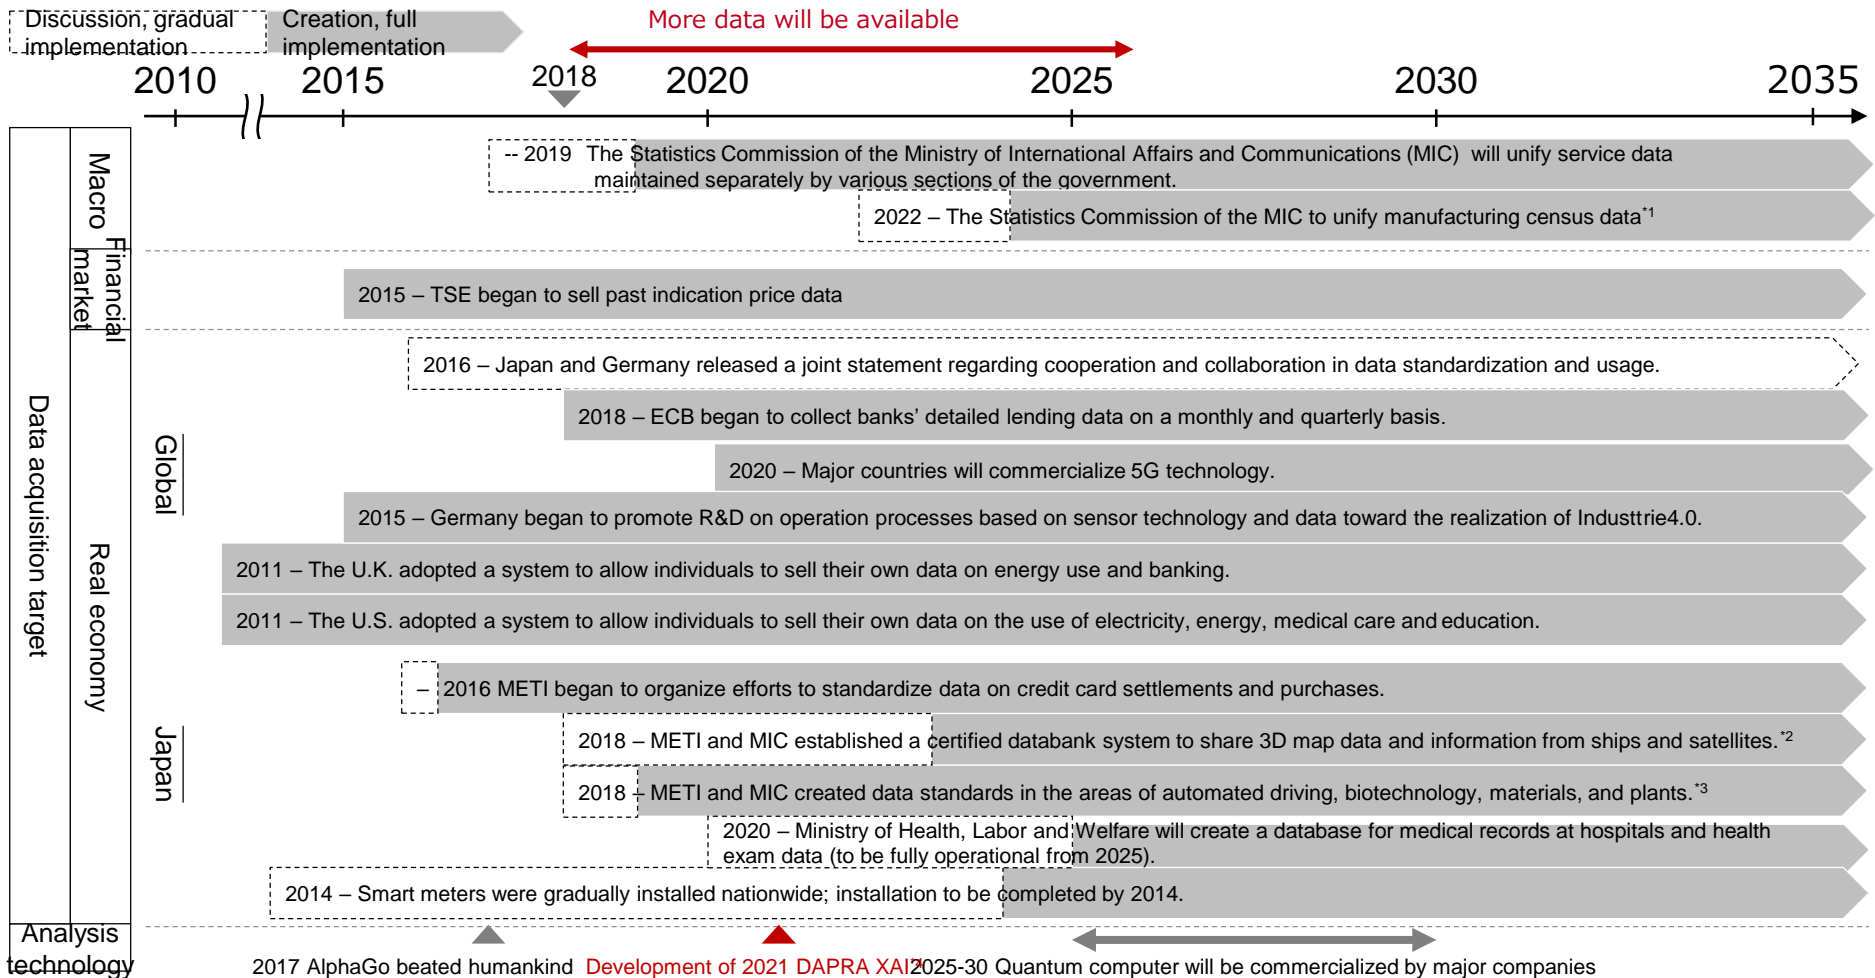 Discussion, gradual
implementation
Creation, full
implementation
More data will be available
2010
2015
2018
2020
2025
2030
2035
Data acquisition target
Macro
-- 2019 The Statistics Commission of the Ministry of International Affairs and Communications (MIC) will unify service data
maintained separately by various sections of the government.
2022 – The Statistics Commission of the MIC to unify manufacturing census data*1
Financial
market
2015 – TSE began to sell past indication price data
Real economy
Global
2016 – Japan and Germany released a joint statement regarding cooperation and collaboration in data standardization and usage.
2018 – ECB began to collect banks’ detailed lending data on a monthly and quarterly basis.
2020 – Major countries will commercialize 5G technology.
2015 – Germany began to promote R&D on operation processes based on sensor technology and data toward the realization of Industtrie4.0.
2011 – The U.K. adopted a system to allow individuals to sell their own data on energy use and banking.
2011 – The U.S. adopted a system to allow individuals to sell their own data on the use of electricity, energy, medical care and education.
Japan
– 2016 METI began to organize efforts to standardize data on credit card settlements and purchases.
2018 – METI and MIC established a certified databank system to share 3D map data and information from ships and satellites.*2
2018 – METI and MIC created data standards in the areas of automated driving, biotechnology, materials, and plants.*3
2020 – Ministry of Health, Labor and Welfare will create a database for medical records at hospitals and health
exam data (to be fully operational from 2025).
2014 – Smart meters were gradually installed nationwide; installation to be completed by 2014.
Analysis
technology
2017 AlphaGo beated humankind
Development of 2021 DAPRA XAI*4
2025-30 Quantum computer will be commercialized by major companies